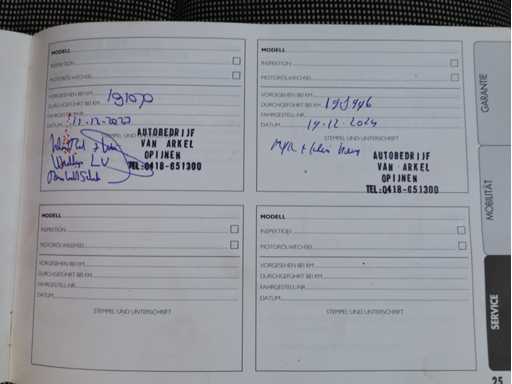 MODELL
INSPEKTION
MOTORÖLWECHSEL
VORGESEHEN BEI KM
DURCHGEFÜHRT BEI KM
FAHRGESTELL-NR.
DATUM 12-12-2023
STEMPEL UND
AUTOBEDRIJF
VAN ARKEL
OPIJNEN
TEL:0418-651300
MODELL
INSPEKTION
MOTORÖLWECHSEL
VORGESEHEN BEI KM
DURCHGEFÜHRT BEI KM
FAHRGESTELL-NR.
DATUM 17-12-2024
STEMPEL UND UNTERSCHRIFT
AUTOBEDRIJF
VAN ARKEL
OPIJNEN
TEL:0418-651300
MODELL
INSPEKTION
MOTORÖLWECHSEL
VORGESEHEN BEI KM
DURCHGEFÜHRT BEI KM
FAHRGESTELL-NR.
DATUM
STEMPEL UND UNTERSCHRIFT
MODELL
INSPEKTION
MOTORÖLWECHSEL
VORGESEHEN BEI KM
DURCHGEFÜHRT BEI KM
FAHRGESTELL-NR.
DATUM
STEMPEL UND UNTERSCHRIFT
GARANTIE
MOBILITÄT
SERVICE
25